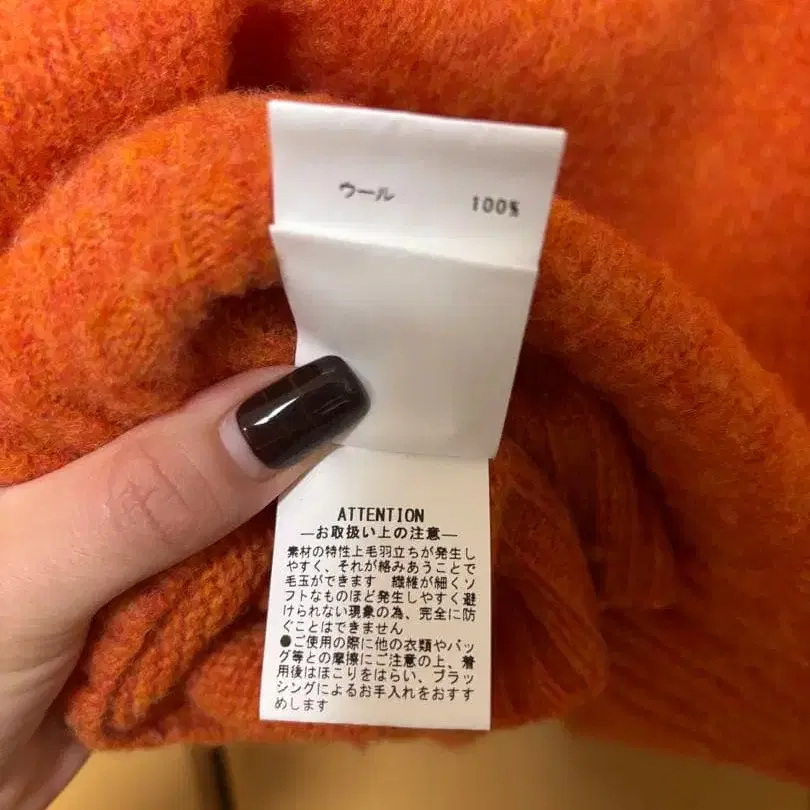 ウール 100%
ATTENTION
―お取扱い上の注意―
素材の特性上毛羽立ちが発生し
やすく、それが絡みあうことで
毛玉ができます 繊維が細くソ
フトなものほど発生しやすく避
けられない現象の為、完全に防
ぐことはできません
●ご使用の際に他の衣類やバッ
グ等との摩擦にご注意の上、着
用後はほこりをはらい、ブラッ
シングによるお手入れをおすす
めします